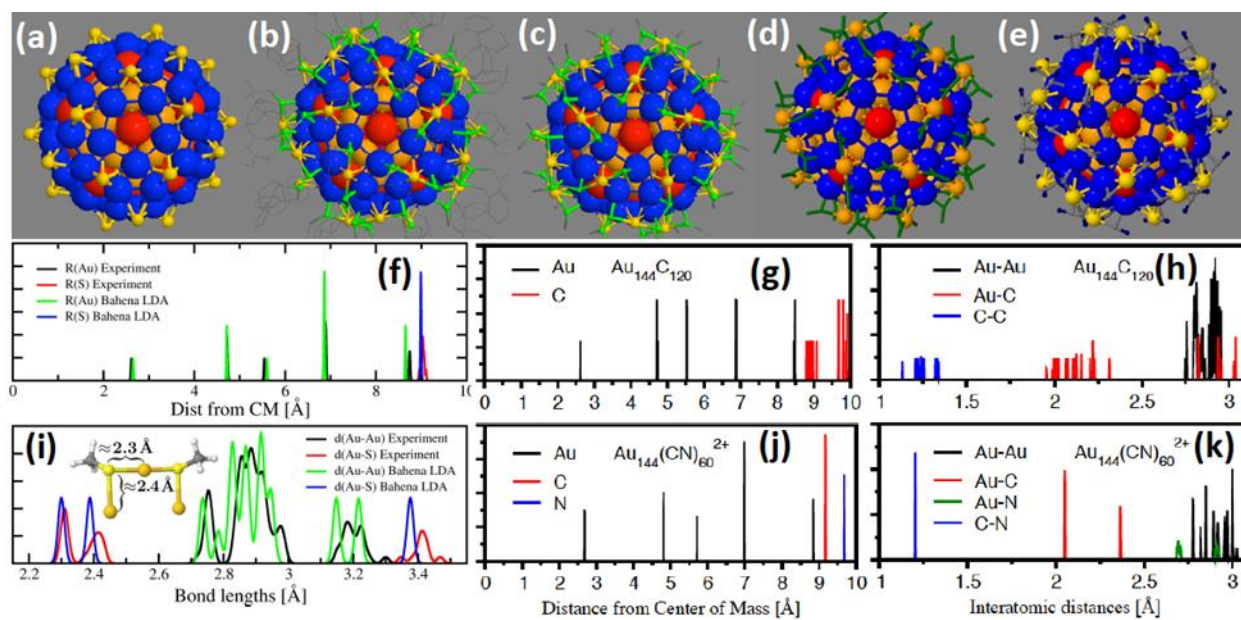 (a) (b) (c) (d) (e)
R(Au) Experiment
R(S) Experiment
R(Au) Bahena LDA
R(S) Bahena LDA
(f)
0 2 4 6 8 10
Dist from CM [Å]
Au Au144C120
C
(g)
0 1 2 3 4 5 6 7 8 9 10
Au-Au Au144C120
Au-C
C-C
(h)
1 1.5 2 2.5 3
(i)
≈2.3 Å
≈2.4 Å
d(Au-Au) Experiment
d(Au-S) Experiment
d(Au-Au) Bahena LDA
d(Au-S) Bahena LDA
2.2 2.4 2.6 2.8 3 3.2 3.4
Bond lengths [Å]
Au Au144(CN)60 2+
C
N
(j)
0 1 2 3 4 5 6 7 8 9 10
Distance from Center of Mass [Å]
Au-Au Au144(CN)60 2+
Au-C
Au-N
C-N
(k)
1 1.5 2 2.5 3
Interatomic distances [Å]